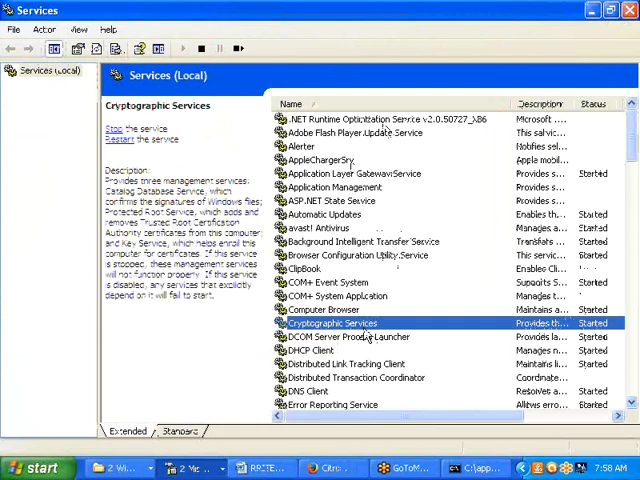 Services
File Action View Help
Services (Local)
Services (Local)
Cryptographic Services
Stop the service
Restart the service
Description:
Provides three management services:
Catalog Database Service, which
confirms the signatures of Windows files;
Protected Root Service, which adds and
removes Trusted Root Certification
Authority certificates from this computer;
and Key Service, which helps enroll this
computer for certificates. If this service
is stopped, these management services
will not function properly. If this service
is disabled, any services that explicitly
depend on it will fail to start.
Name Description Status
.NET Runtime Optimization Service v2.0.50727_X86 Microsoft ...
Adobe Flash Player Update Service This servic...
Alerter Notifies sel...
AppleChargerSrv Apple mobil...
Application Layer Gateway Service Provides s... Started
Application Management Provides s...
ASP.NET State Service Provides s...
Automatic Updates Enables th... Started
avast! Antivirus Manages a... Started
Background Intelligent Transfer Service Transfers ... Started
Browser Configuration Utility Service This servic... Started
ClipBook Enables Cli...
COM+ Event System Supports S... Started
COM+ System Application Manages t...
Computer Browser Maintains a... Started
Cryptographic Services Provides th... Started
DCOM Server Process Launcher Provides la... Started
DHCP Client Manages n... Started
Distributed Link Tracking Client Maintains li... Started
Distributed Transaction Coordinator Coordinate...
DNS Client Resolves a... Started
Error Reporting Service Allows erro... Started
Extended Standard
start 2 Wi... 2 Mi... RRITE... Citrix... GoToM... C:\app... 7:58 AM